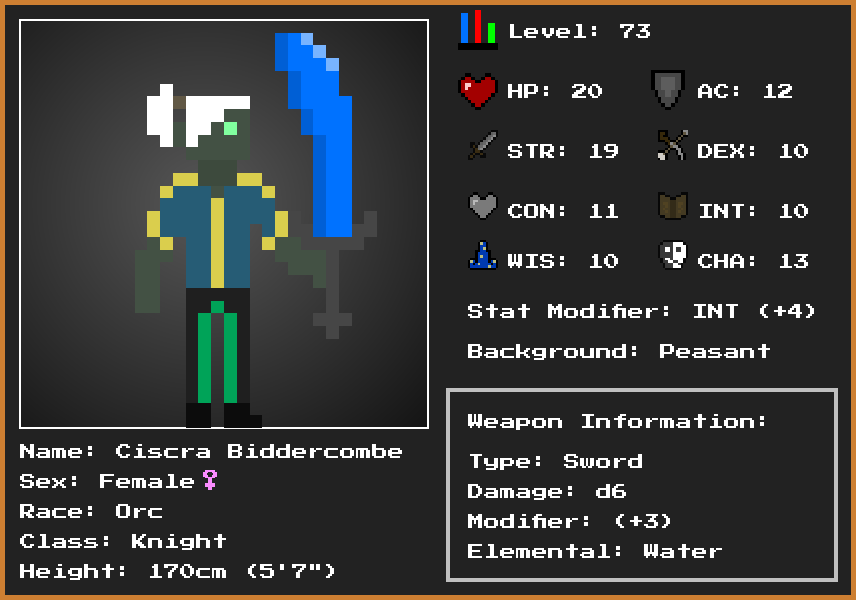 Level: 73
HP: 20
AC: 12
STR: 19
DEX: 10
CON: 11
INT: 10
WIS: 10
CHA: 13
Stat Modifier: INT (+4)
Background: Peasant
Weapon Information:
Type: Sword
Damage: d6
Modifier: (+3)
Elemental: Water
Name: Ciscra Biddercombe
Sex: Female♀
Race: Orc
Class: Knight
Height: 170cm (5'7")